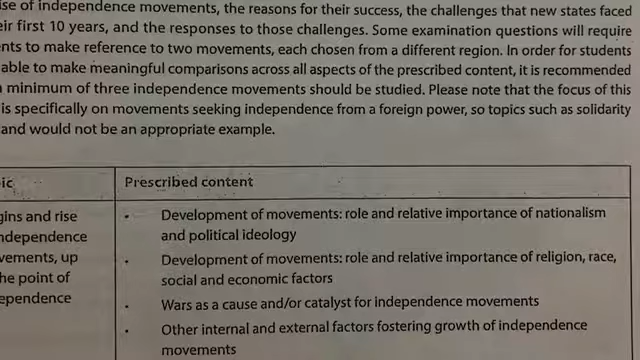 ise of independence movements, the reasons for their success, the challenges that new states faced
eir first 10 years, and the responses to those challenges. Some examination questions will require
nts to make reference to two movements, each chosen from a different region. In order for students
able to make meaningful comparisons across all aspects of the prescribed content, it is recommended
a minimum of three independence movements should be studied. Please note that the focus of this
is specifically on movements seeking independence from a foreign power, so topics such as solidarity
and would not be an appropriate example.
ic
Prescribed content
gins and rise
ndependence
vements, up
he point of
ependence
• Development of movements: role and relative importance of nationalism
and political ideology
• Development of movements: role and relative importance of religion, race,
social and economic factors
• Wars as a cause and/or catalyst for independence movements
• Other internal and external factors fostering growth of independence
movements